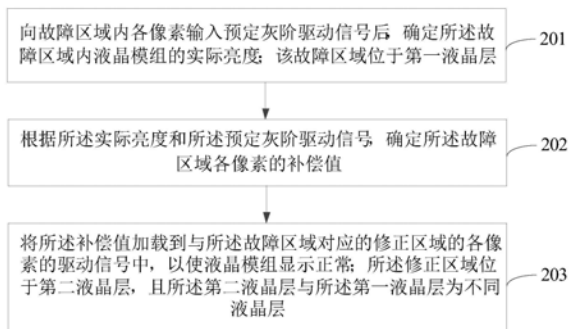 向故障区域内各像素输入预定灰阶驱动信号后,确定所述故
障区域内液晶模组的实际亮度;该故障区域位于第一液晶层
201
根据所述实际亮度和所述预定灰阶驱动信号,确定所述故障
区域各像素的补偿值
202
将所述补偿值加载到与所述故障区域对应的修正区域的各像
素的驱动信号中,以使液晶模组显示正常;所述修正区域位
于第二液晶层,且所述第二液晶层与所述第一液晶层为不同
液晶层
203